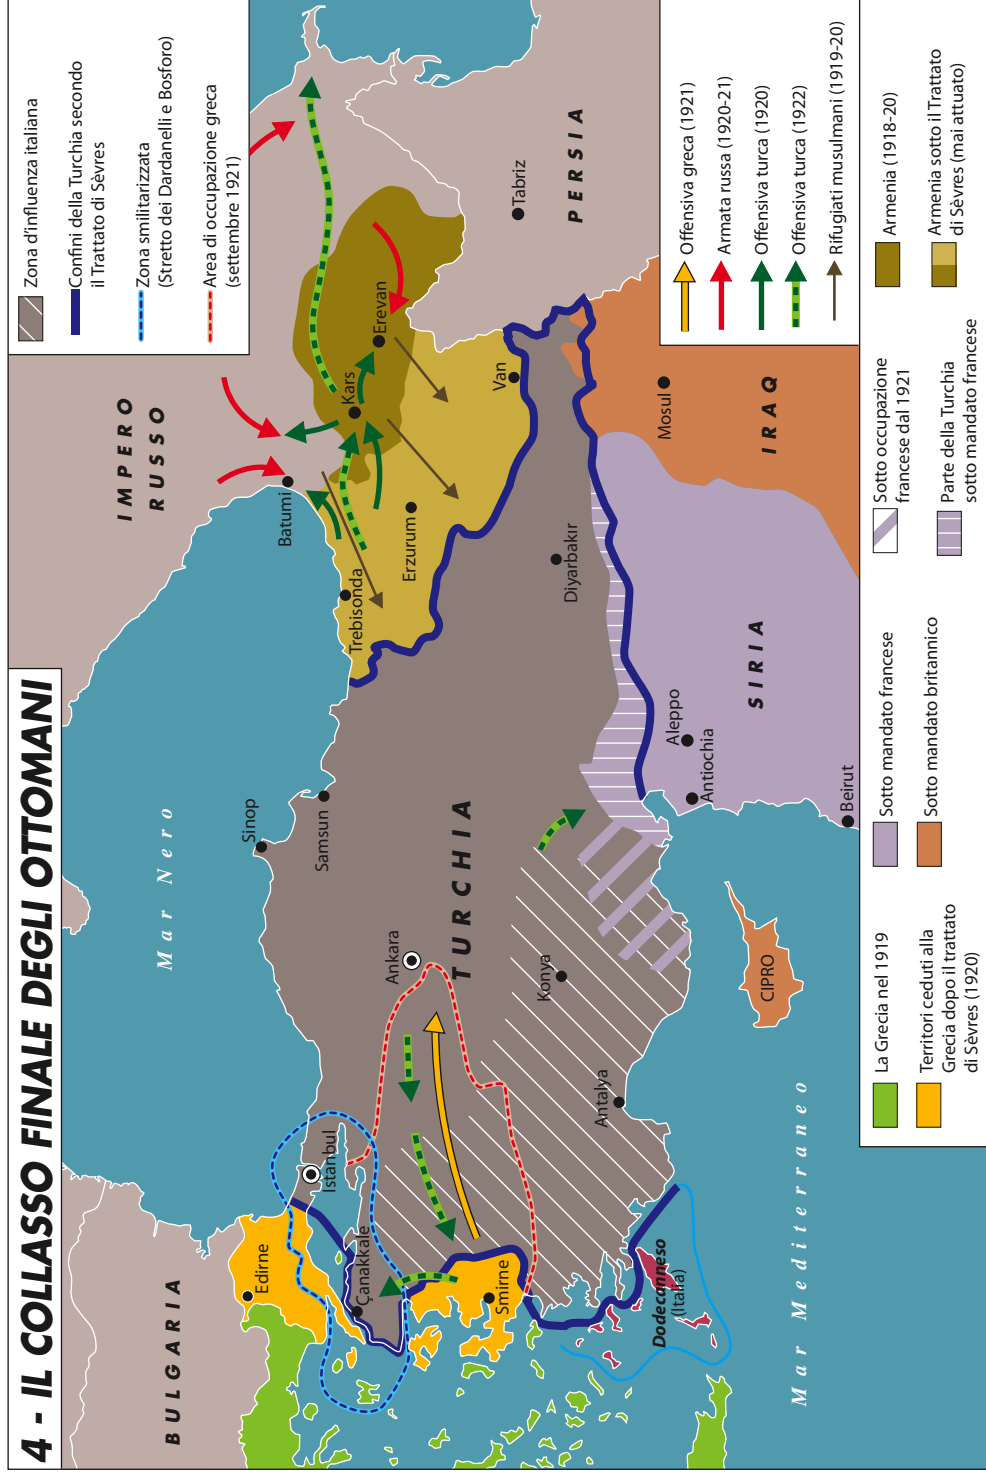 4 - IL COLLASSO FINALE DEGLI OTTOMANI
Zona d'influenza italiana
Confini della Turchia secondo
il Trattato di Sèvres
Zona smilitarizzata
(Stretto dei Dardanelli e Bosforo)
Area di occupazione greca
(settembre 1921)
BULGARIA
Mar Nero
IMPERO
RUSSO
Edirne
Istanbul
Çanakkale
Sinop
Samsun
Batumi
Trebisonda
Kars
Erevan
Erzurum
Ankara
TURCHIA
Smirne
Konya
Antalya
Van
Diyarbakır
Tabriz
PERSIA
Dodecanneso
(Italia)
Mar Mediterraneo
CIPRO
Aleppo
Antiochia
Beirut
SIRIA
Mosul
IRAQ
Offensiva greca (1921)
Armata russa (1920-21)
Offensiva turca (1920)
Offensiva turca (1922)
Rifugiati musulmani (1919-20)
La Grecia nel 1919
Territori ceduti alla
Grecia dopo il trattato
di Sèvres (1920)
Sotto mandato francese
Sotto mandato britannico
Sotto occupazione
francese dal 1921
Parte della Turchia
sotto mandato francese
Armenia (1918-20)
Armenia sotto il Trattato
di Sèvres (mai attuato)